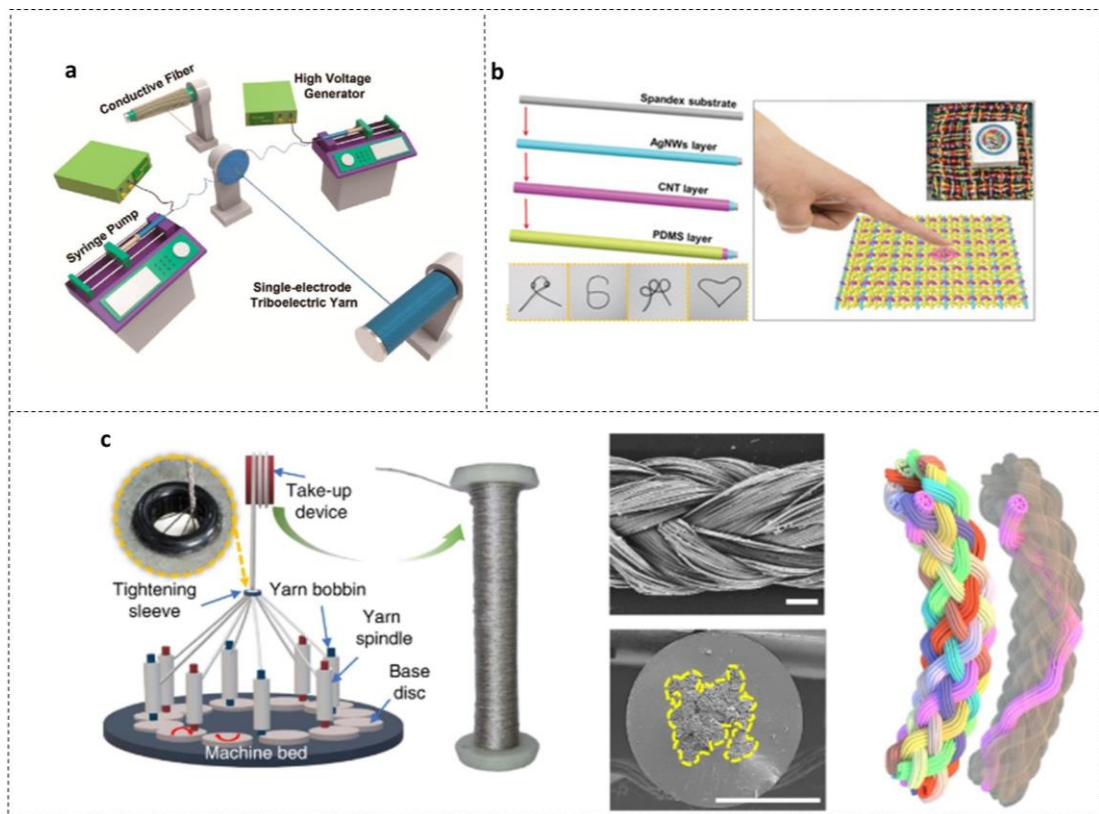 a
Conductive Fiber
High Voltage
Generator
Syringe Pump
Single-electrode
Triboelectric Yarn
b
Spandex substrate
AgNWs layer
CNT layer
PDMS layer
c
Take-up
device
Tightening
sleeve
Yarn bobbin
Yarn
spindle
Base
disc
Machine bed